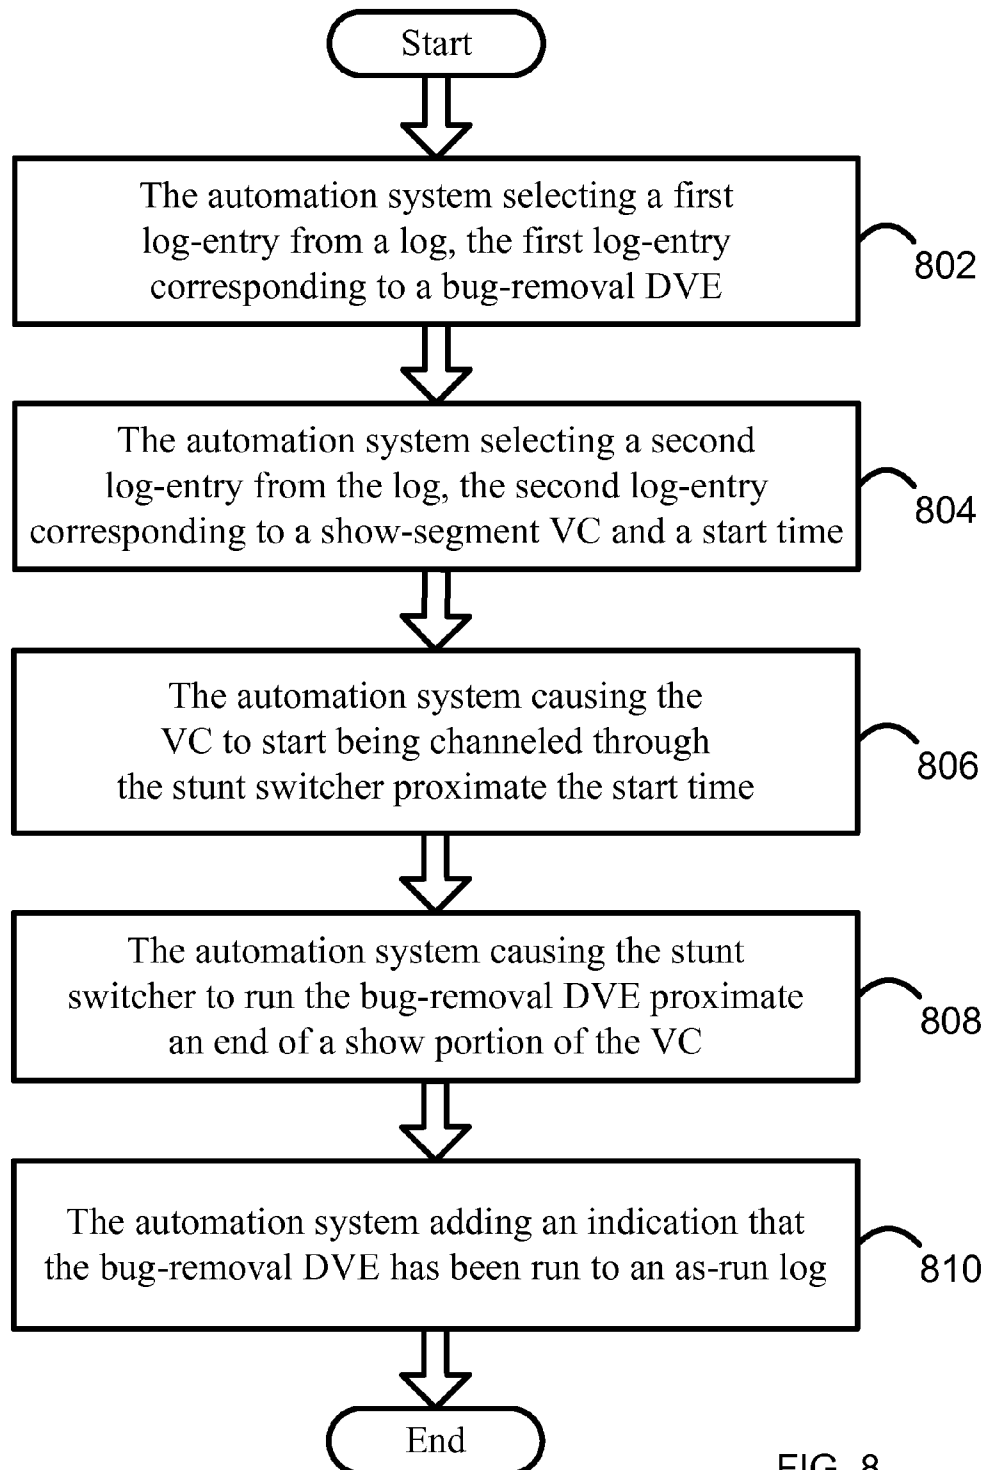 Start
The automation system selecting a first
log-entry from a log, the first log-entry
corresponding to a bug-removal DVE
802
The automation system selecting a second
log-entry from the log, the second log-entry
corresponding to a show-segment VC and a start time
804
The automation system causing the
VC to start being channeled through
the stunt switcher proximate the start time
806
The automation system causing the stunt
switcher to run the bug-removal DVE proximate
an end of a show portion of the VC
808
The automation system adding an indication that
the bug-removal DVE has been run to an as-run log
810
End
FIG. 8